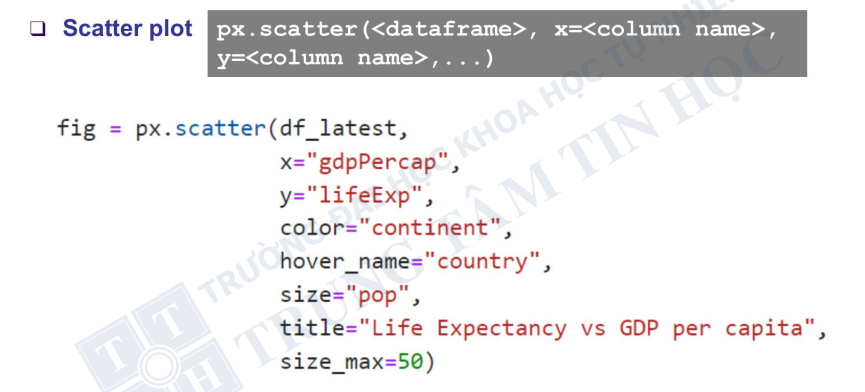 ❑ Scatter plot px.scatter(<dataframe>, x=<column name>,
y=<column name>,...)
fig = px.scatter(df_latest,
x="gdpPercap",
y="lifeExp",
color="continent",
hover_name="country",
size="pop",
title="Life Expectancy vs GDP per capita",
size_max=50)
TRƯỜNG ĐẠI HỌC KHOA HỌC TỰ NHIÊN
TRUNG TÂM TIN HỌC
T T
H